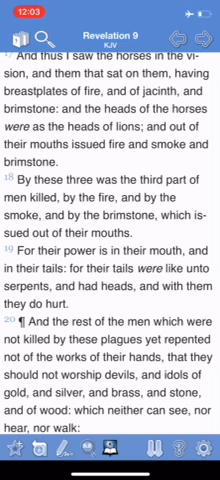 12:03
Revelation 9
KJV
17 And thus I saw the horses in the vi-
sion, and them that sat on them, having
breastplates of fire, and of jacinth, and
brimstone: and the heads of the horses
were as the heads of lions; and out of
their mouths issued fire and smoke and
brimstone.
18 By these three was the third part of
men killed, by the fire, and by the
smoke, and by the brimstone, which is-
sued out of their mouths.
19 For their power is in their mouth, and
in their tails: for their tails were like unto
serpents, and had heads, and with them
they do hurt.
20 ¶ And the rest of the men which were
not killed by these plagues yet repented
not of the works of their hands, that they
should not worship devils, and idols of
gold, and silver, and brass, and stone,
and of wood: which neither can see, nor
hear, nor walk: